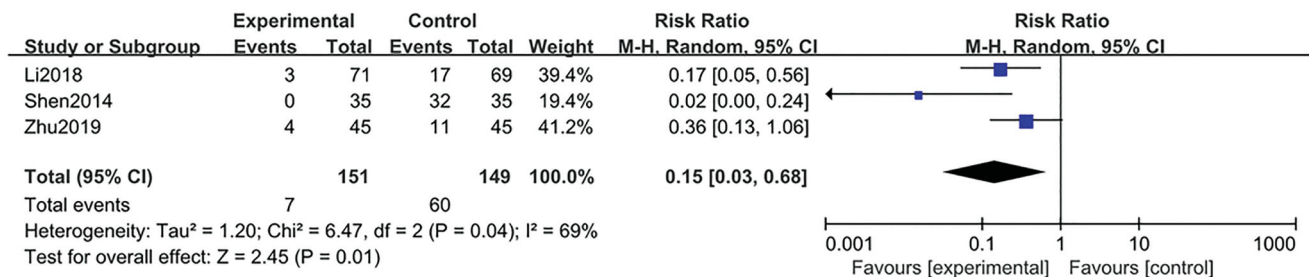 Experimental Control Risk Ratio Risk Ratio
Study or Subgroup Events Total Events Total Weight M-H, Random, 95% CI M-H, Random, 95% CI
Li2018 3 71 17 69 39.4% 0.17 [0.05, 0.56]
Shen2014 0 35 32 35 19.4% 0.02 [0.00, 0.24]
Zhu2019 4 45 11 45 41.2% 0.36 [0.13, 1.06]
Total (95% CI) 151 149 100.0% 0.15 [0.03, 0.68]
Total events 7 60
Heterogeneity: Tau² = 1.20; Chi² = 6.47, df = 2 (P = 0.04); I² = 69%
Test for overall effect: Z = 2.45 (P = 0.01)
0.001 0.1 1 10 1000
Favours [experimental] Favours [control]